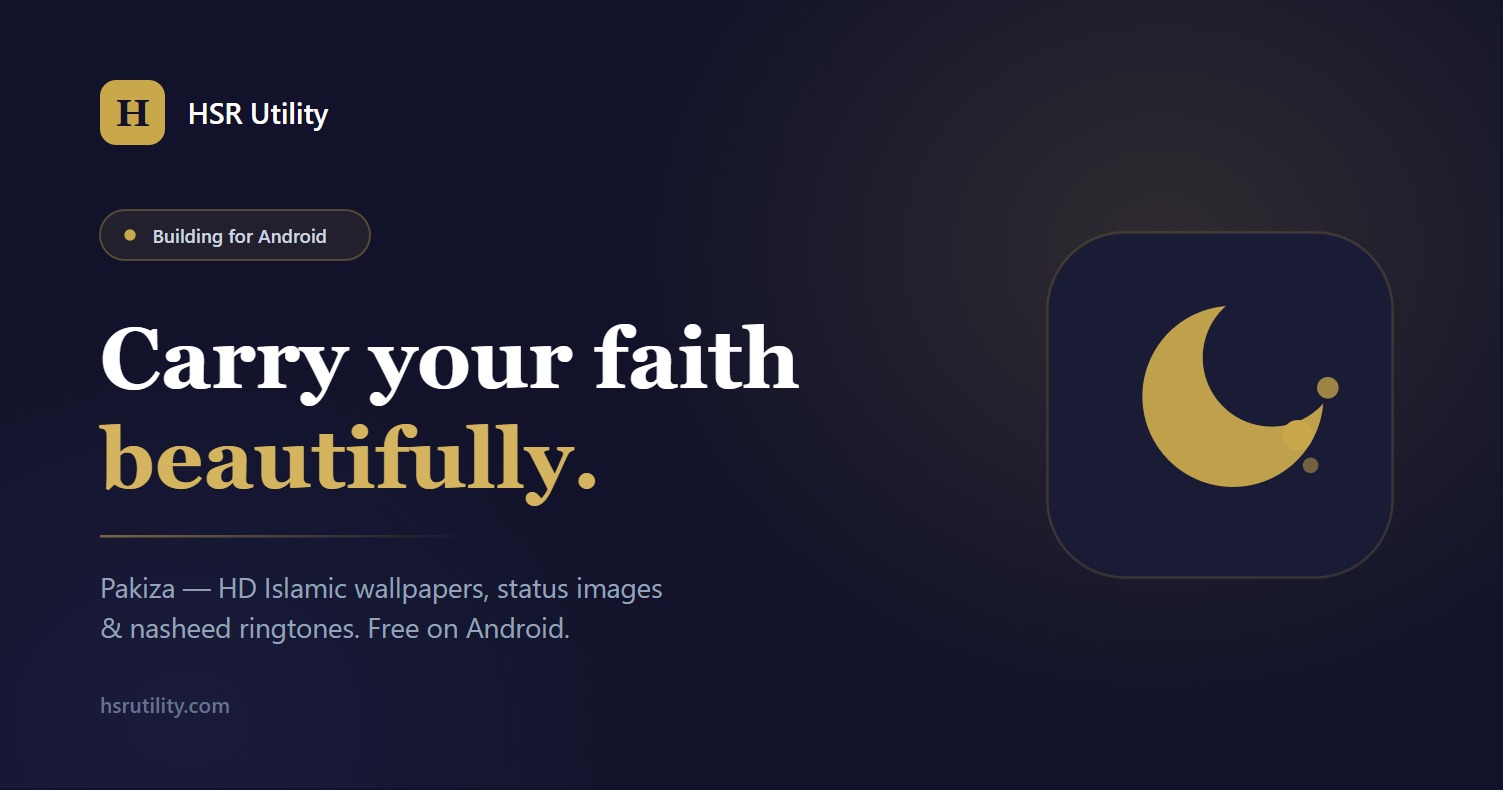 H
HSR Utility
Building for Android
Carry your faith
beautifully.
Pakiza — HD Islamic wallpapers, status images
& nasheed ringtones. Free on Android.
hsrutility.com